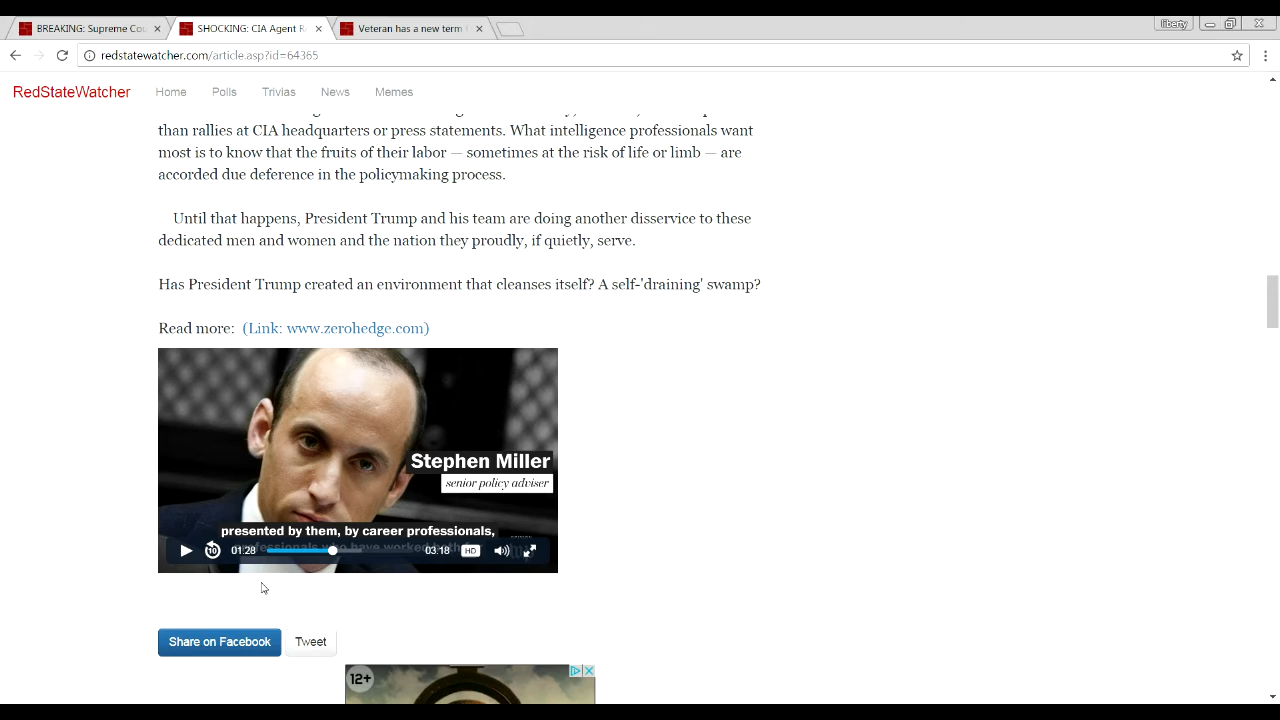 BREAKING: Supreme Cou
SHOCKING: CIA Agent R
Veteran has a new term
liberty
redstatewatcher.com/article.asp?id=64365
RedStateWatcher
Home
Polls
Trivias
News
Memes
than rallies at CIA headquarters or press statements. What intelligence professionals want
most is to know that the fruits of their labor — sometimes at the risk of life or limb — are
accorded due deference in the policymaking process.
Until that happens, President Trump and his team are doing another disservice to these
dedicated men and women and the nation they proudly, if quietly, serve.
Has President Trump created an environment that cleanses itself? A self-'draining' swamp?
Read more: (Link: www.zerohedge.com)
Stephen Miller
senior policy adviser
presented by them, by career professionals,
10
01:28
03:18
HD
Share on Facebook
Tweet
12+